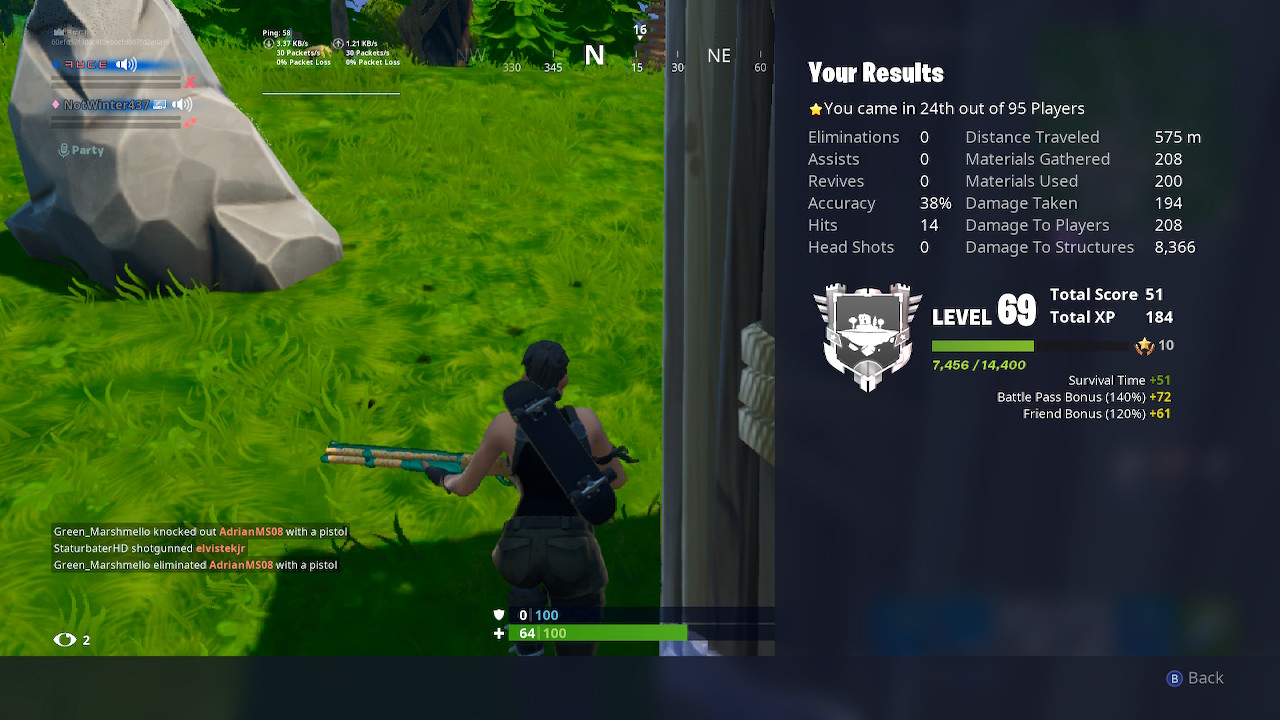 Ping: 58
3.37 KB/s 1.21 KB/s
30 Packets/s 30 Packets/s
0% Packet Loss 0% Packet Loss
16
NW 330 345 N 15 30 NE 60
NotWinter437
Party
Green_Marshmello knocked out AdrianMS08 with a pistol
StaturbaterHD shotgunned elvistekjr
Green_Marshmello eliminated AdrianMS08 with a pistol
2
0 | 100
64 | 100
Your Results
You came in 24th out of 95 Players
Eliminations 0 Distance Traveled 575 m
Assists 0 Materials Gathered 208
Revives 0 Materials Used 200
Accuracy 38% Damage Taken 194
Hits 14 Damage To Players 208
Head Shots 0 Damage To Structures 8,366
LEVEL 69
Total Score 51
Total XP 184
10
7,456 / 14,400
Survival Time +51
Battle Pass Bonus (140%) +72
Friend Bonus (120%) +61
B Back